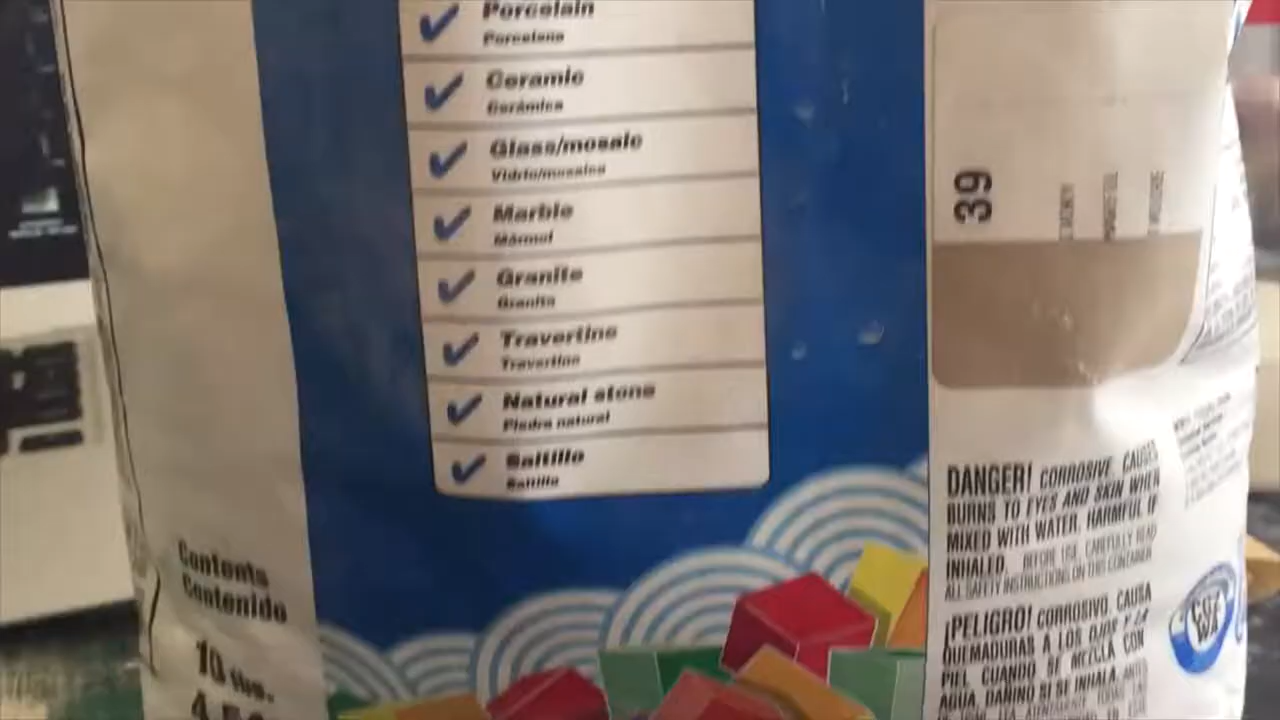 Porcelain
Porcelana
Ceramic
Cerámica
Glass/mosaic
Vidrio/mosaico
Marble
Mármol
Granite
Granito
Travertine
Travertino
Natural stone
Piedra natural
Saltillo
Saltillo
Contents
Contenido
10 lbs.
39
DANGER! CORROSIVE, CAUSES
BURNS TO EYES AND SKIN WHEN
MIXED WITH WATER. HARMFUL IF
INHALED. BEFORE USE, CAREFULLY READ
ALL SAFETY INSTRUCTIONS ON THIS CONTAINER.
¡PELIGRO! CORROSIVO, CAUSA
QUEMADURAS A LOS OJOS Y LA
PIEL CUANDO SE MEZCLA CON
AGUA, DAÑINO SI SE INHALA.